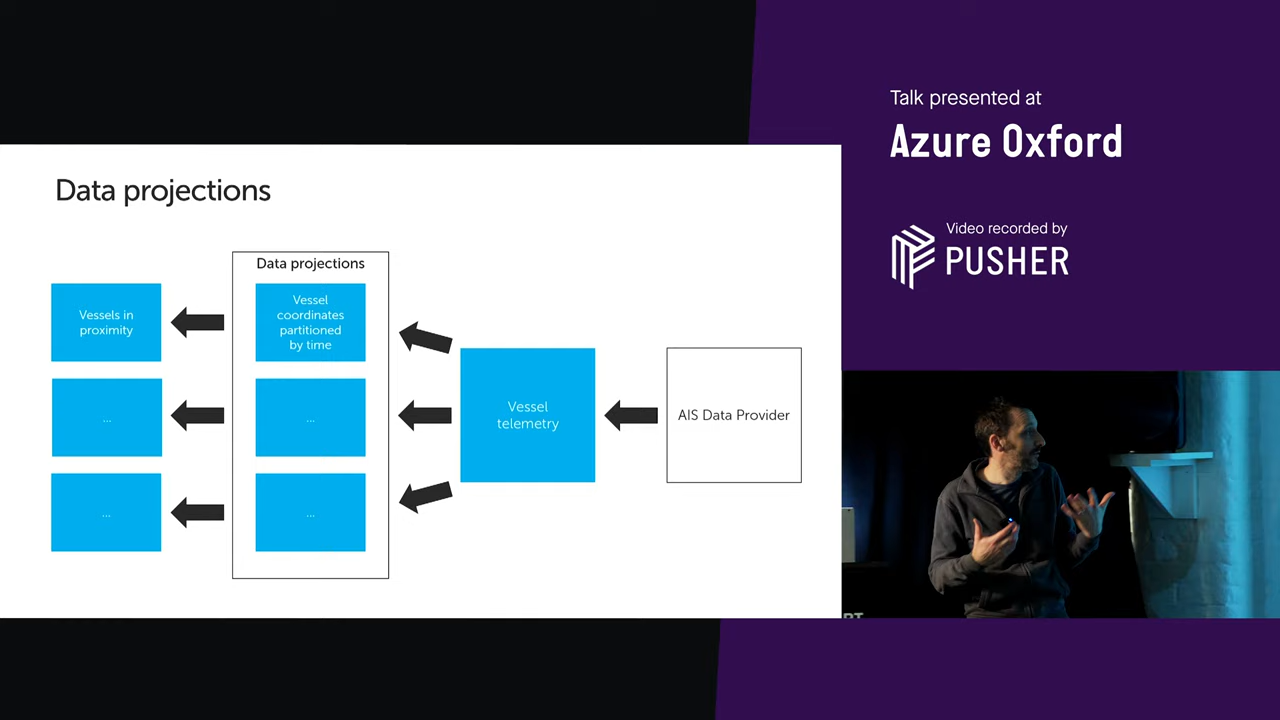 Talk presented at
Azure Oxford
Video recorded by
PUSHER
Data projections
Data projections
Vessels in
proximity
Vessel
coordinates
partitioned
by time
Vessel
telemetry
AIS Data Provider
...
...
...
...